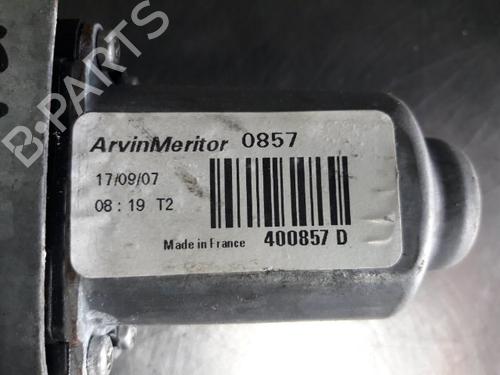 B-PARTS
ArvinMeritor 0857
17/09/07
08 : 19 T2
Made in France 400857 D